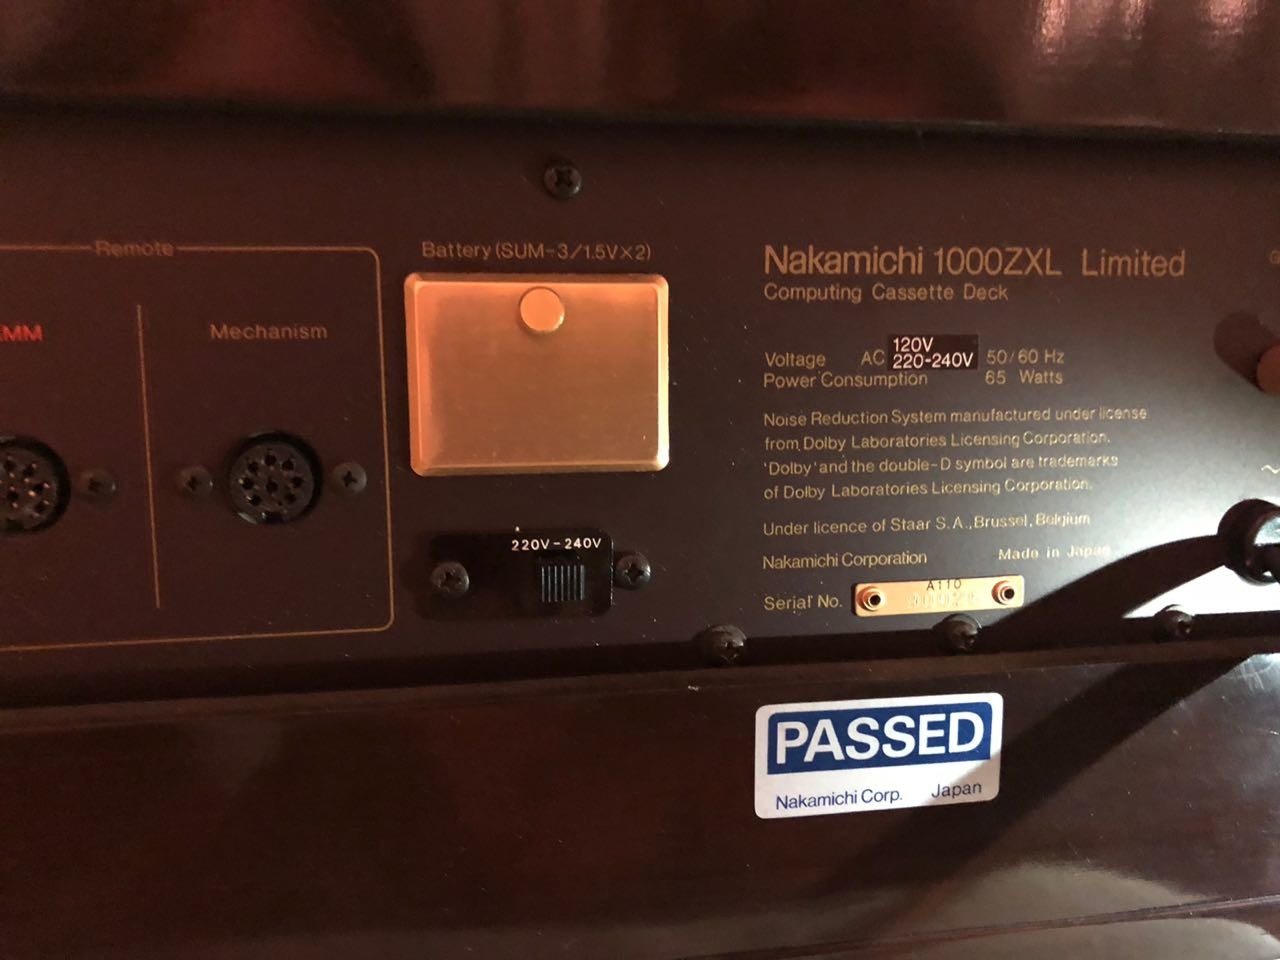 Remote
Mechanism
Battery (SUM-3/1.5V×2)
220V-240V
Nakamichi 1000ZXL Limited
Computing Cassette Deck
Voltage AC 120V
220-240V 50/60 Hz
Power Consumption 65 Watts
Noise Reduction System manufactured under license
from Dolby Laboratories Licensing Corporation.
'Dolby' and the double-D symbol are trademarks
of Dolby Laboratories Licensing Corporation.
Under licence of Staar S.A., Brussel, Belgium
Nakamichi Corporation Made in Japan
Serial No. A110
PASSED
Nakamichi Corp. Japan